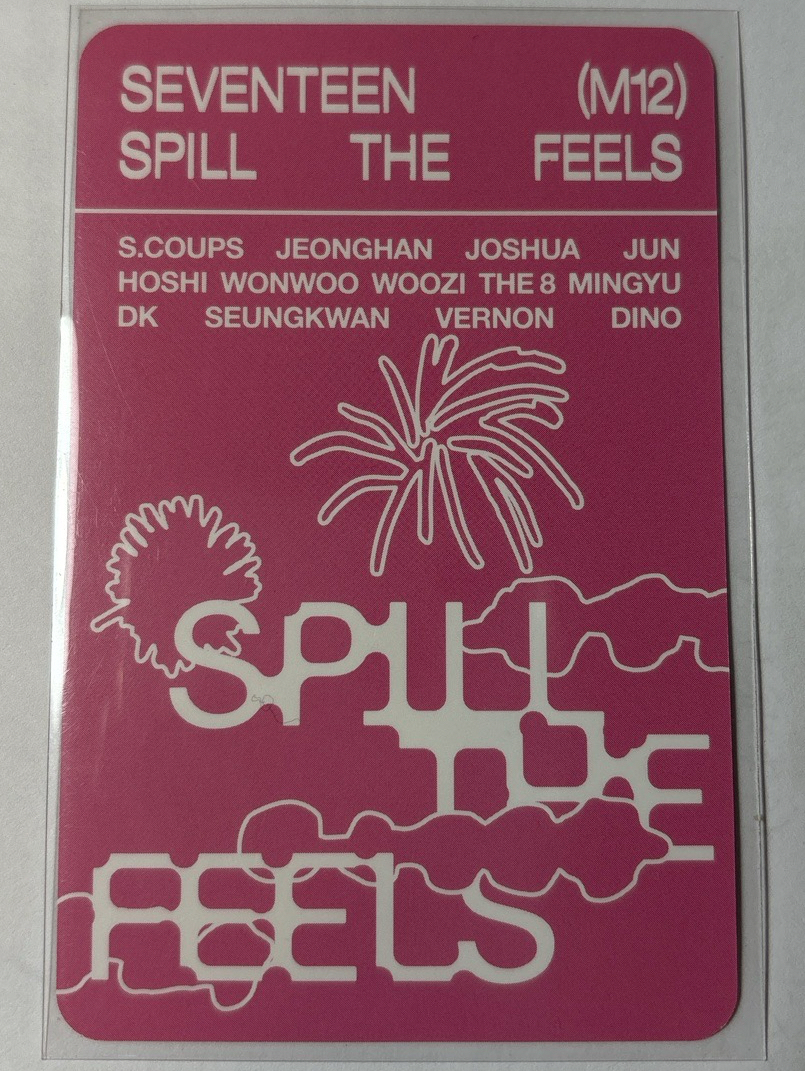 SEVENTEEN (M12)
SPILL THE FEELS
S.COUPS JEONGHAN JOSHUA JUN
HOSHI WONWOO WOOZI THE 8 MINGYU
DK SEUNGKWAN VERNON DINO
SPILL
THE
FEELS